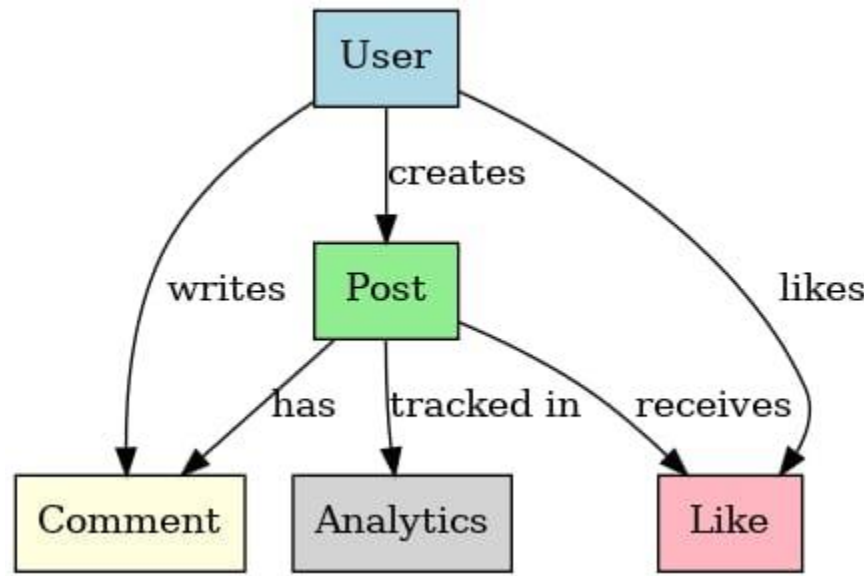 User
creates
Post
writes
likes
has
tracked in
receives
Comment
Analytics
Like